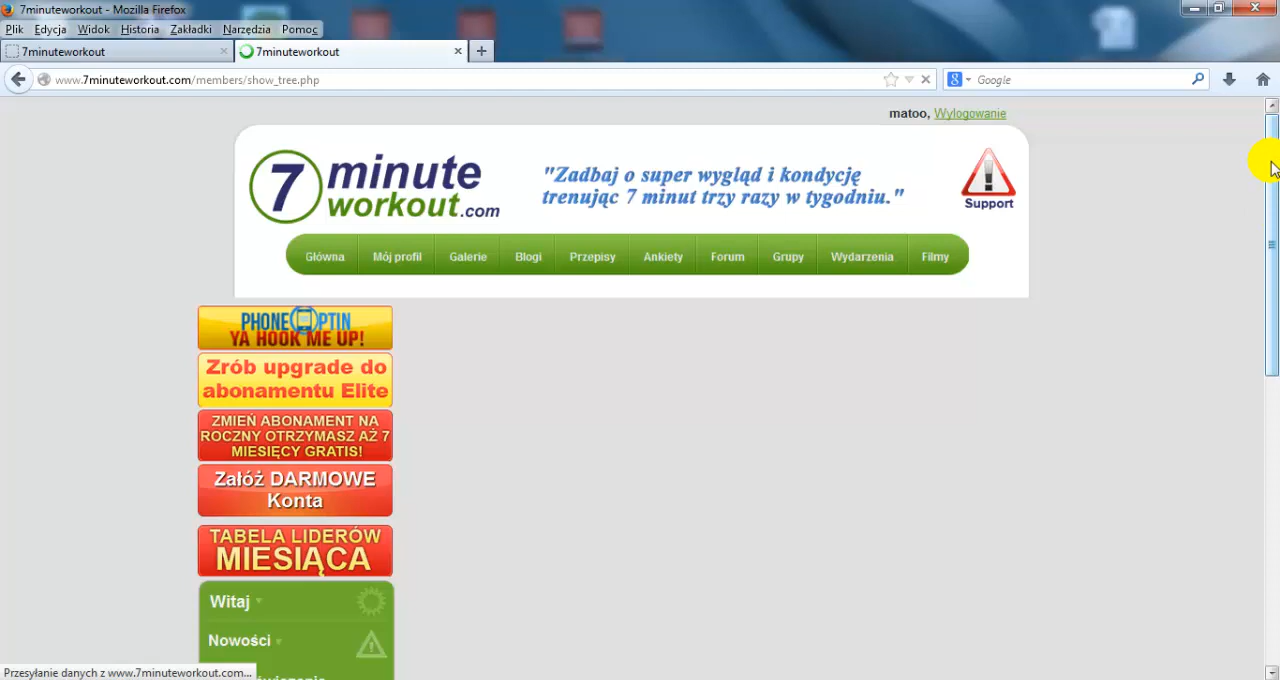 7minuteworkout - Mozilla Firefox
Plik Edycja Widok Historia Zakładki Narzędzia Pomoc
7minuteworkout × 7minuteworkout × +
www.7minuteworkout.com/members/show_tree.php Google
matoo, Wylogowanie
7 minute workout.com
"Zadbaj o super wygląd i kondycję
trenując 7 minut trzy razy w tygodniu."
Support
Główna Mój profil Galerie Blogi Przepisy Ankiety Forum Grupy Wydarzenia Filmy
PHONE OPTIN
YA HOOK ME UP!
Zrób upgrade do
abonamentu Elite
ZMIEŃ ABONAMENT NA
ROCZNY OTRZYMASZ AŻ 7
MIESIĘCY GRATIS!
Załóż DARMOWE
Konta
TABELA LIDERÓW
MIESIĄCA
Witaj
Nowości
Przesyłanie danych z www.7minuteworkout.com...